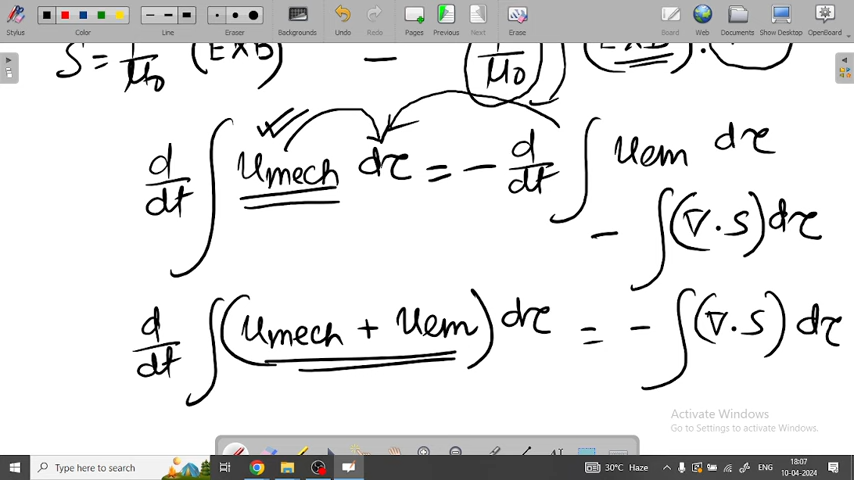 Stylus Color Line Eraser Backgrounds Undo Redo Pages Previous Next Erase Board Web Documents Show Desktop OpenBoard
S = 1/μ₀ (E×B) − (1/μ₀) ∫ (E×B).
d/dt ∫ umech dτ = − d/dt ∫ uem dτ
− ∫ (∇.S) dτ
d/dt ∫ (umech + uem) dτ = − ∫ (∇.S) dτ
Activate Windows
Go to Settings to activate Windows.
Type here to search 30°C Haze ENG 18:07
10-04-2024